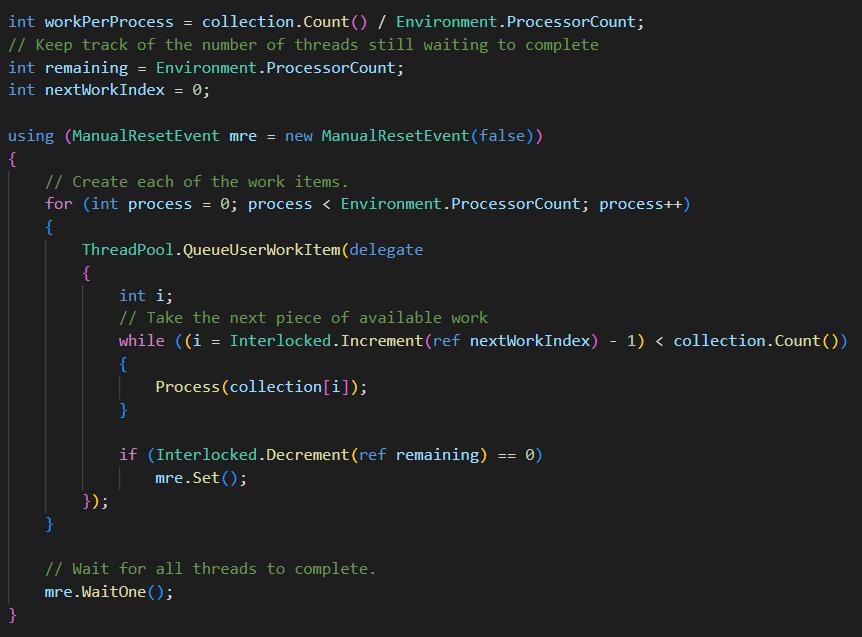 int workPerProcess = collection.Count() / Environment.ProcessorCount;
// Keep track of the number of threads still waiting to complete
int remaining = Environment.ProcessorCount;
int nextWorkIndex = 0;

using (ManualResetEvent mre = new ManualResetEvent(false))
{
    // Create each of the work items.
    for (int process = 0; process < Environment.ProcessorCount; process++)
    {
        ThreadPool.QueueUserWorkItem(delegate
        {
            int i;
            // Take the next piece of available work
            while ((i = Interlocked.Increment(ref nextWorkIndex) - 1) < collection.Count())
            {
                Process(collection[i]);
            }

            if (Interlocked.Decrement(ref remaining) == 0)
                mre.Set();
        });
    }

    // Wait for all threads to complete.
    mre.WaitOne();
}